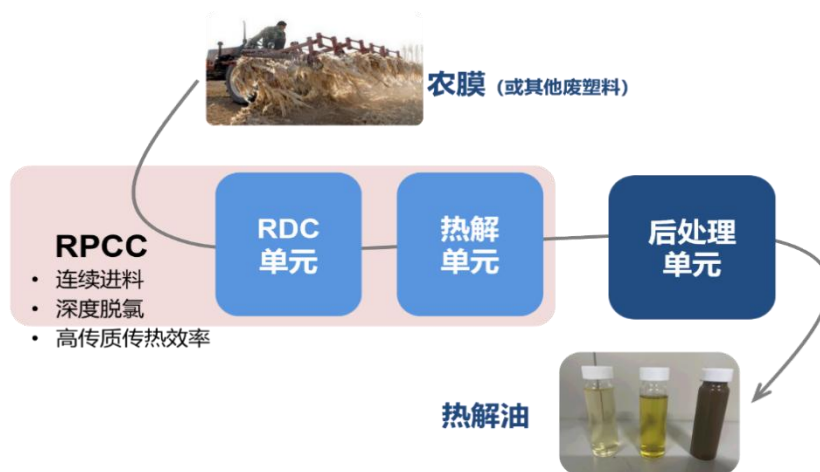 农膜 (或其他废塑料)
RPCC
• 连续进料
• 深度脱氯
• 高传质传热效率
RDC
单元
热解
单元
后处理
单元
热解油